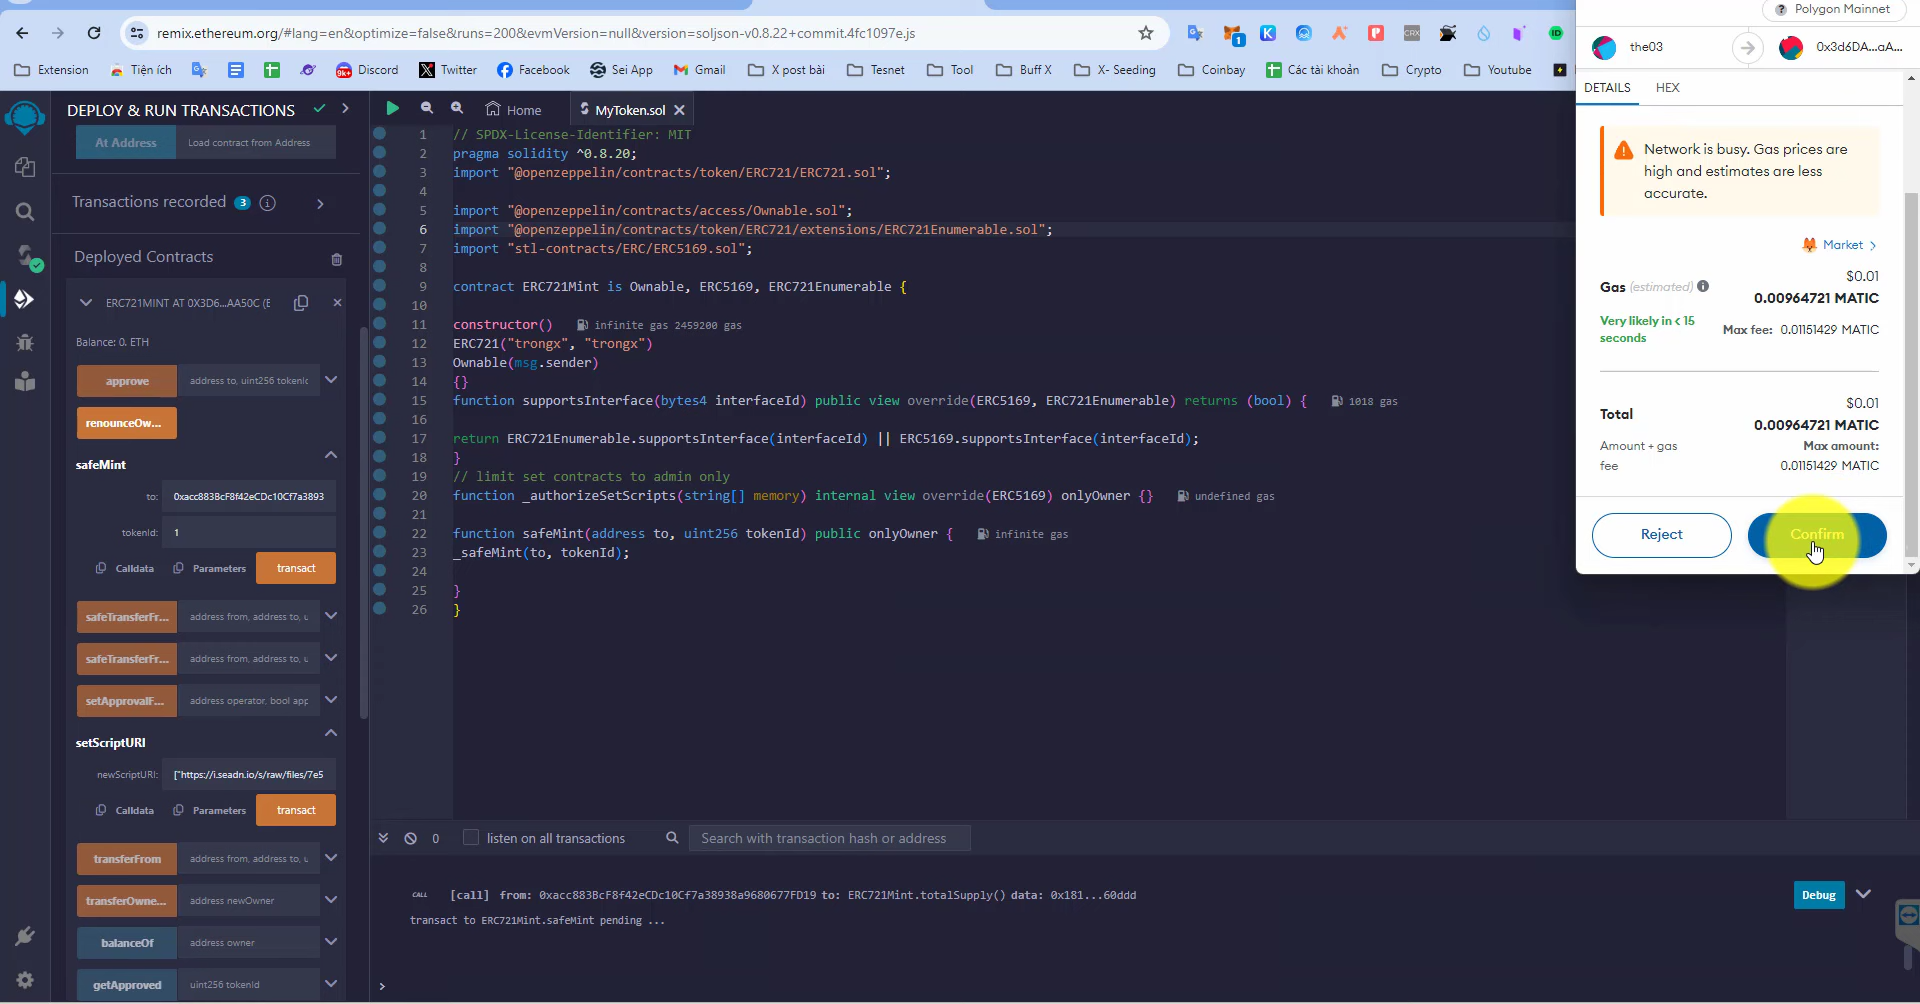 remix.ethereum.org/#lang=en&optimize=false&runs=200&evmVersion=null&version=soljson-v0.8.22+commit.4fc1097e.js
1
Extension
Tiện ích
9k+
Discord
Twitter
Facebook
Sei App
Gmail
X post bài
Tesnet
Tool
Buff X
X- Seeding
Coinbay
Các tài khoản
Crypto
Youtube
CRX
ID
DEPLOY & RUN TRANSACTIONS
At Address
Load contract from Address
Transactions recorded 3
Deployed Contracts
ERC721MINT AT 0X3D6...AA50C (E
Balance: 0. ETH
approve
address to, uint256 tokenIc
renounceOw...
safeMint
to: 0xacc883BcF8f42eCDc10Cf7a3893
tokenId: 1
Calldata
Parameters
transact
safeTransferFr...
address from, address to, u
safeTransferFr...
address from, address to, u
setApprovalF...
address operator, bool app
setScriptURI
newScriptURI: ["https://i.seadn.io/s/raw/files/7e5
Calldata
Parameters
transact
transferFrom
address from, address to, u
transferOwne...
address newOwner
balanceOf
address owner
getApproved
uint256 tokenId
Home
MyToken.sol
1 // SPDX-License-Identifier: MIT
2 pragma solidity ^0.8.20;
3 import "@openzeppelin/contracts/token/ERC721/ERC721.sol";
4
5 import "@openzeppelin/contracts/access/Ownable.sol";
6 import "@openzeppelin/contracts/token/ERC721/extensions/ERC721Enumerable.sol";
7 import "stl-contracts/ERC/ERC5169.sol";
8
9 contract ERC721Mint is Ownable, ERC5169, ERC721Enumerable {
10
11 constructor() infinite gas 2459200 gas
12 ERC721("trongx", "trongx")
13 Ownable(msg.sender)
14 {}
15 function supportsInterface(bytes4 interfaceId) public view override(ERC5169, ERC721Enumerable) returns (bool) { 1018 gas
16
17 return ERC721Enumerable.supportsInterface(interfaceId) || ERC5169.supportsInterface(interfaceId);
18 }
19 // limit set contracts to admin only
20 function _authorizeSetScripts(string[] memory) internal view override(ERC5169) onlyOwner {} undefined gas
21
22 function safeMint(address to, uint256 tokenId) public onlyOwner { infinite gas
23 _safeMint(to, tokenId);
24
25 }
26 }
0
listen on all transactions
Search with transaction hash or address
CALL [call] from: 0xacc883BcF8f42eCDc10Cf7a38938a9680677FD19 to: ERC721Mint.totalSupply() data: 0x181...60ddd
Debug
transact to ERC721Mint.safeMint pending ...
>
Polygon Mainnet
the03
0x3d6DA...aA...
DETAILS
HEX
Network is busy. Gas prices are
high and estimates are less
accurate.
Market >
$0.01
Gas (estimated)
0.00964721 MATIC
Very likely in < 15
seconds
Max fee: 0.01151429 MATIC
$0.01
Total
0.00964721 MATIC
Amount + gas
fee
Max amount:
0.01151429 MATIC
Reject
Confirm